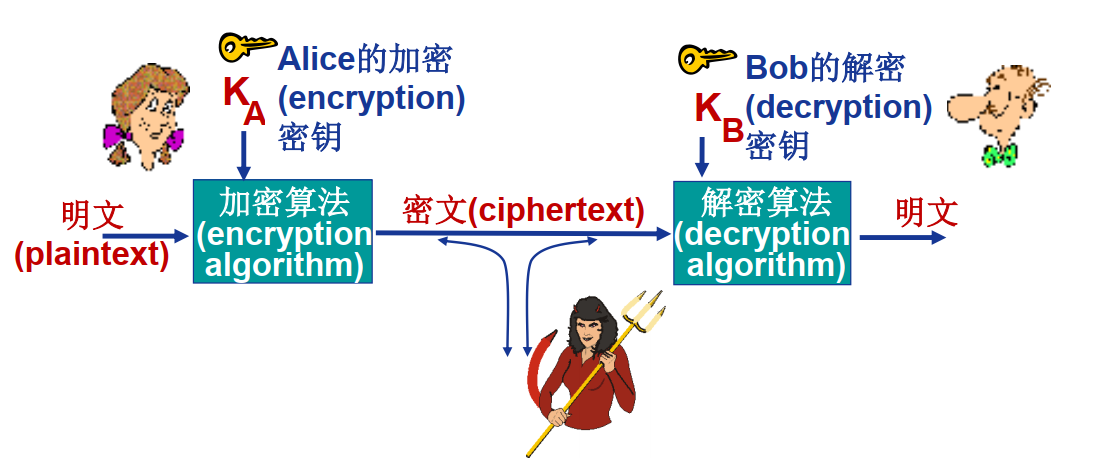 Alice的加密
(encryption)
密钥
KA
Bob的解密
(decryption)
密钥
KB
明文
(plaintext)
加密算法
(encryption
algorithm)
密文(ciphertext)
解密算法
(decryption
algorithm)
明文